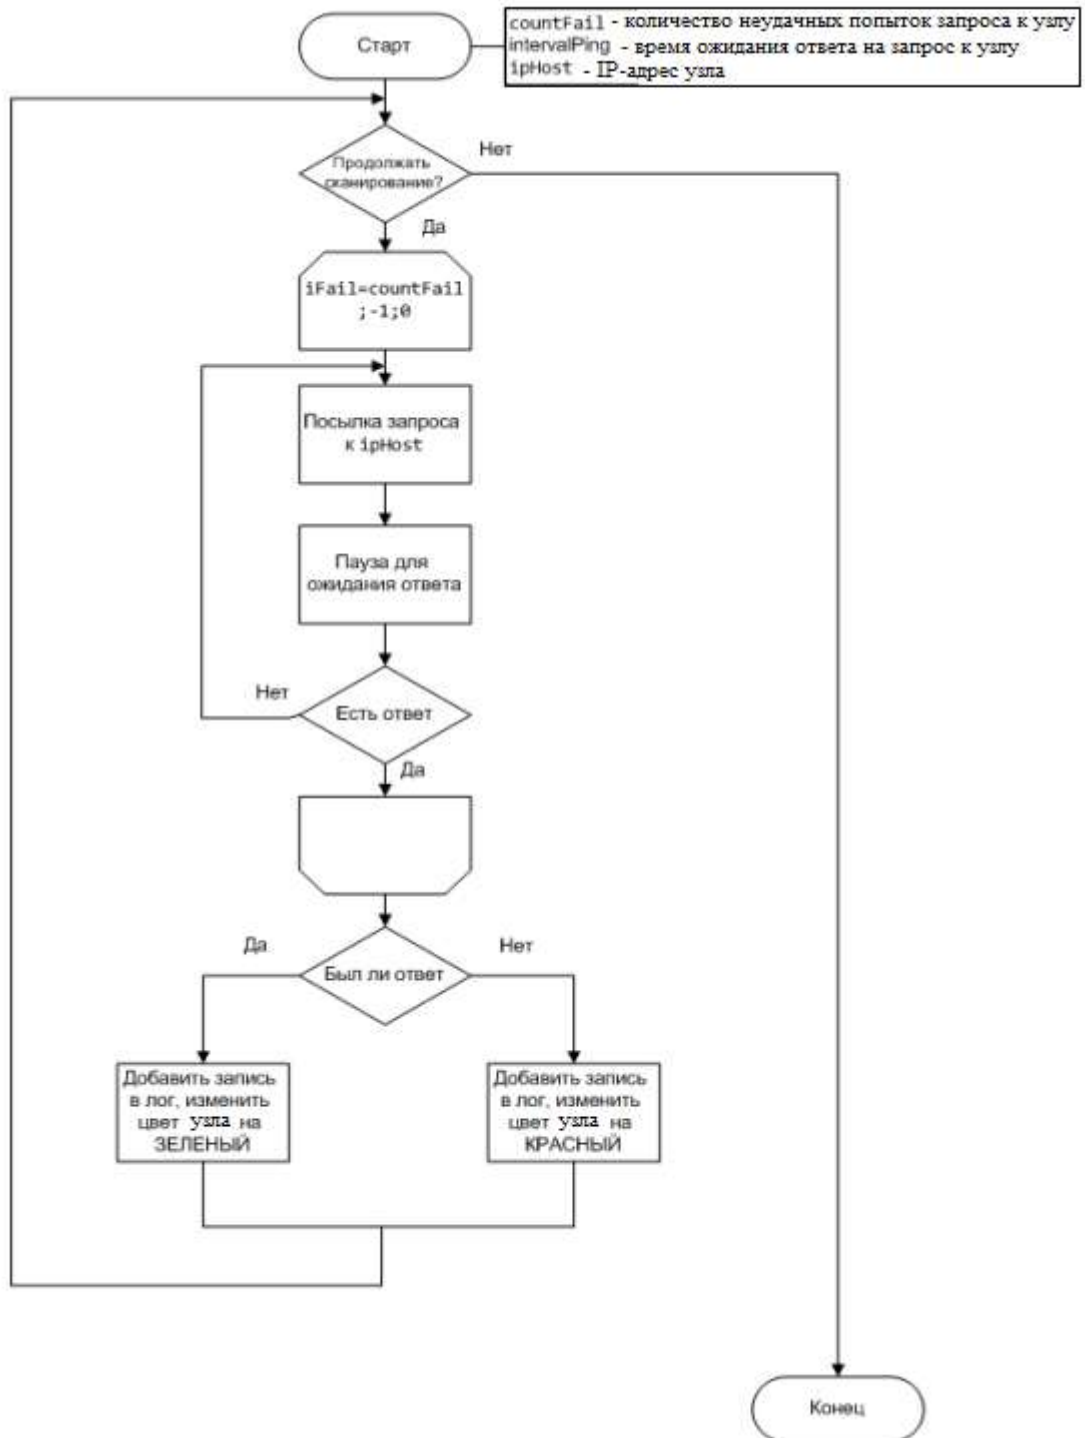 Старт
countFail - количество неудачных попыток запроса к узлу
intervalPing - время ожидания ответа на запрос к узлу
ipHost - IP-адрес узла
Продолжать
сканирование?
Нет
Да
iFail=countFail
;-1;0
Посылка запроса
к ipHost
Пауза для
ожидания ответа
Нет
Есть ответ
Да
Да
Был ли ответ
Нет
Добавить запись
в лог, изменить
цвет узла на
ЗЕЛЕНЫЙ
Добавить запись
в лог, изменить
цвет узла на
КРАСНЫЙ
Конец